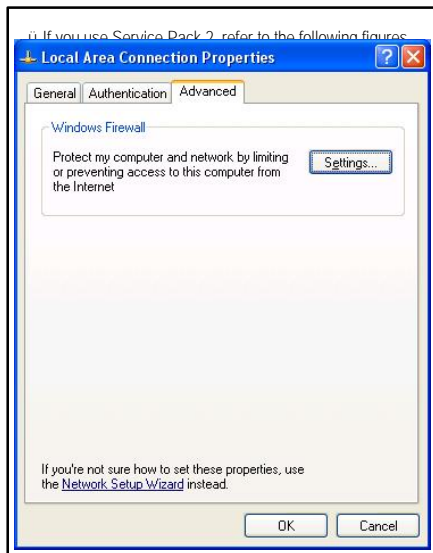 ü If you use Service Pack 2, refer to the following figures
Local Area Connection Properties
General Authentication Advanced
Windows Firewall
Protect my computer and network by limiting
or preventing access to this computer from
the Internet
Settings...
If you're not sure how to set these properties, use
the Network Setup Wizard instead.
OK Cancel